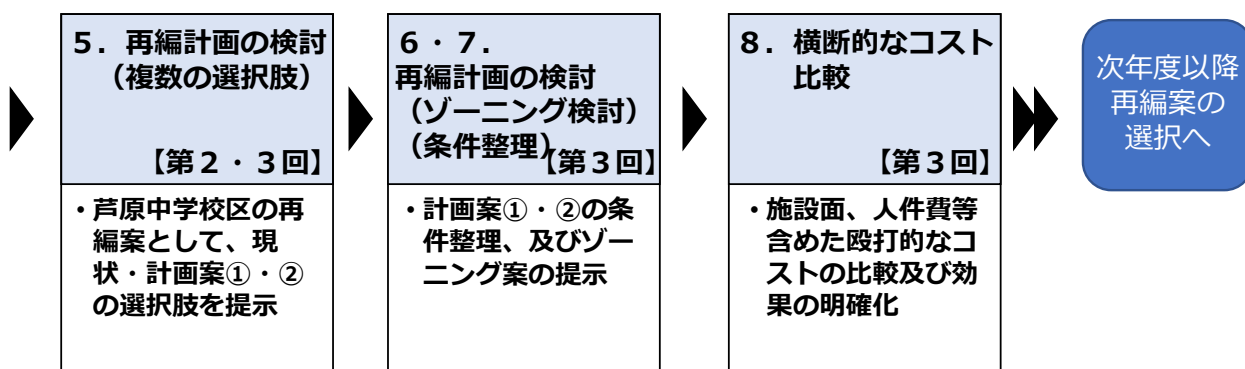 ５．再編計画の検討
（複数の選択肢）
【第２・３回】
・芦原中学校区の再
編案として、現
状・計画案①・②
の選択肢を提示
６・７．
再編計画の検討
（ゾーニング検討）
（条件整理）
【第３回】
・計画案①・②の条
件整理、及びゾー
ニング案の提示
８．横断的なコスト
比較
【第３回】
・施設面、人件費等
含めた殴打的なコ
ストの比較及び効
果の明確化
次年度以降
再編案の
選択へ